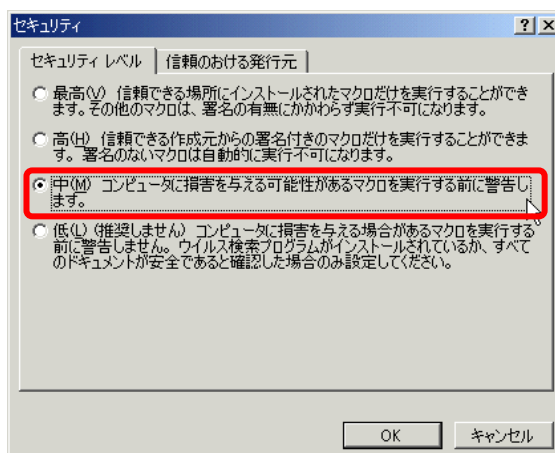 セキュリティ
? ×
セキュリティ レベル
信頼のおける発行元
最高(V) 信頼できる場所にインストールされたマクロだけを実行することができ
ます。その他のマクロは、署名の有無にかかわらず実行不可になります。
高(H) 信頼できる作成元からの署名付きのマクロだけを実行することができま
す。 署名のないマクロは自動的に実行不可になります。
中(M) コンピュータに損害を与える可能性があるマクロを実行する前に警告し
ます。
低(L) (推奨しません) コンピュータに損害を与える場合があるマクロを実行する
前に警告しません。ウイルス検索プログラムがインストールされているか、すべて
のドキュメントが安全であると確認した場合のみ設定してください。
OK
キャンセル